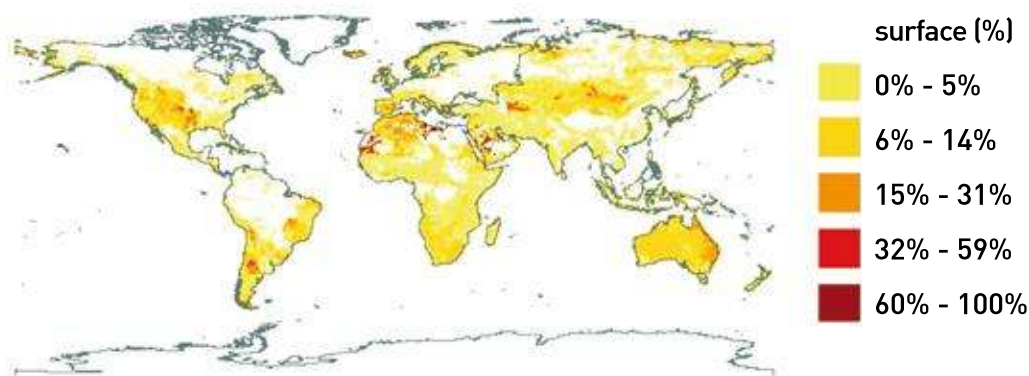 surface (%)
0% - 5%
6% - 14%
15% - 31%
32% - 59%
60% - 100%